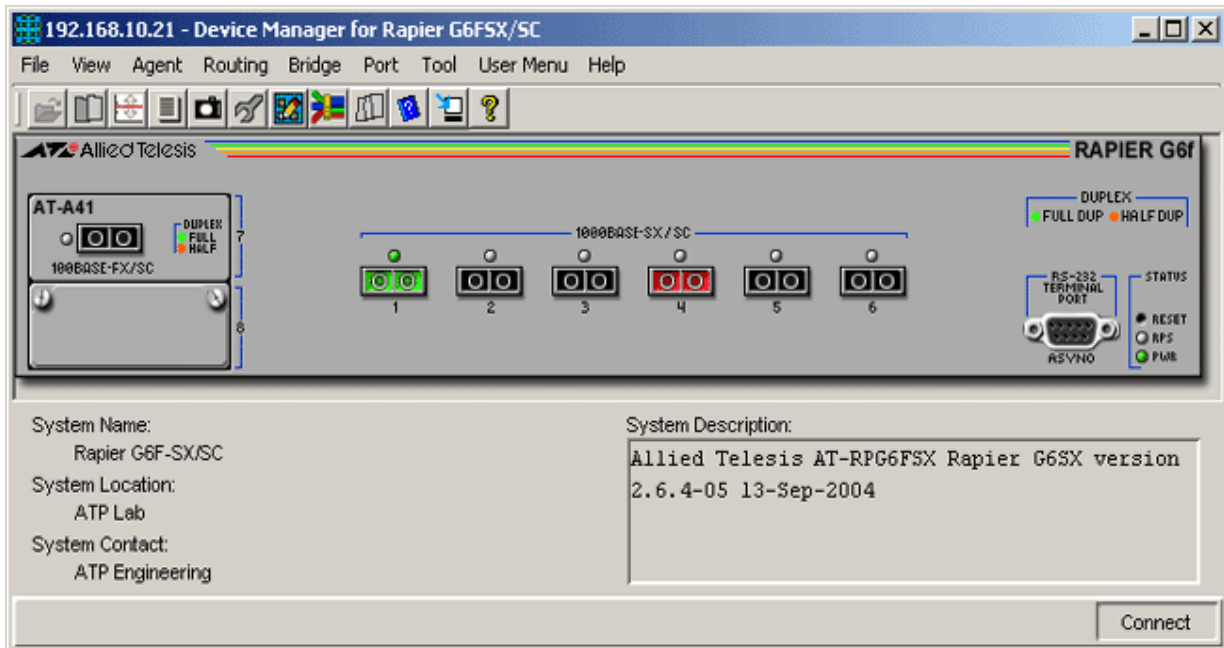 192.168.10.21 - Device Manager for Rapier G6FSX/SC
File View Agent Routing Bridge Port Tool User Menu Help
Allied Telesis
RAPIER G6f
AT-A41
DUPLEX
FULL
HALF
100BASE-FX/SC
7
8
1000BASE-SX/SC
1 2 3 4 5 6
DUPLEX
FULL DUP HALF DUP
RS-232
TERMINAL
PORT
ASYN0
STATUS
RESET
RPS
PWR
System Name:
Rapier G6F-SX/SC
System Location:
ATP Lab
System Contact:
ATP Engineering
System Description:
Allied Telesis AT-RPG6FSX Rapier G6SX version
2.6.4-05 13-Sep-2004
Connect